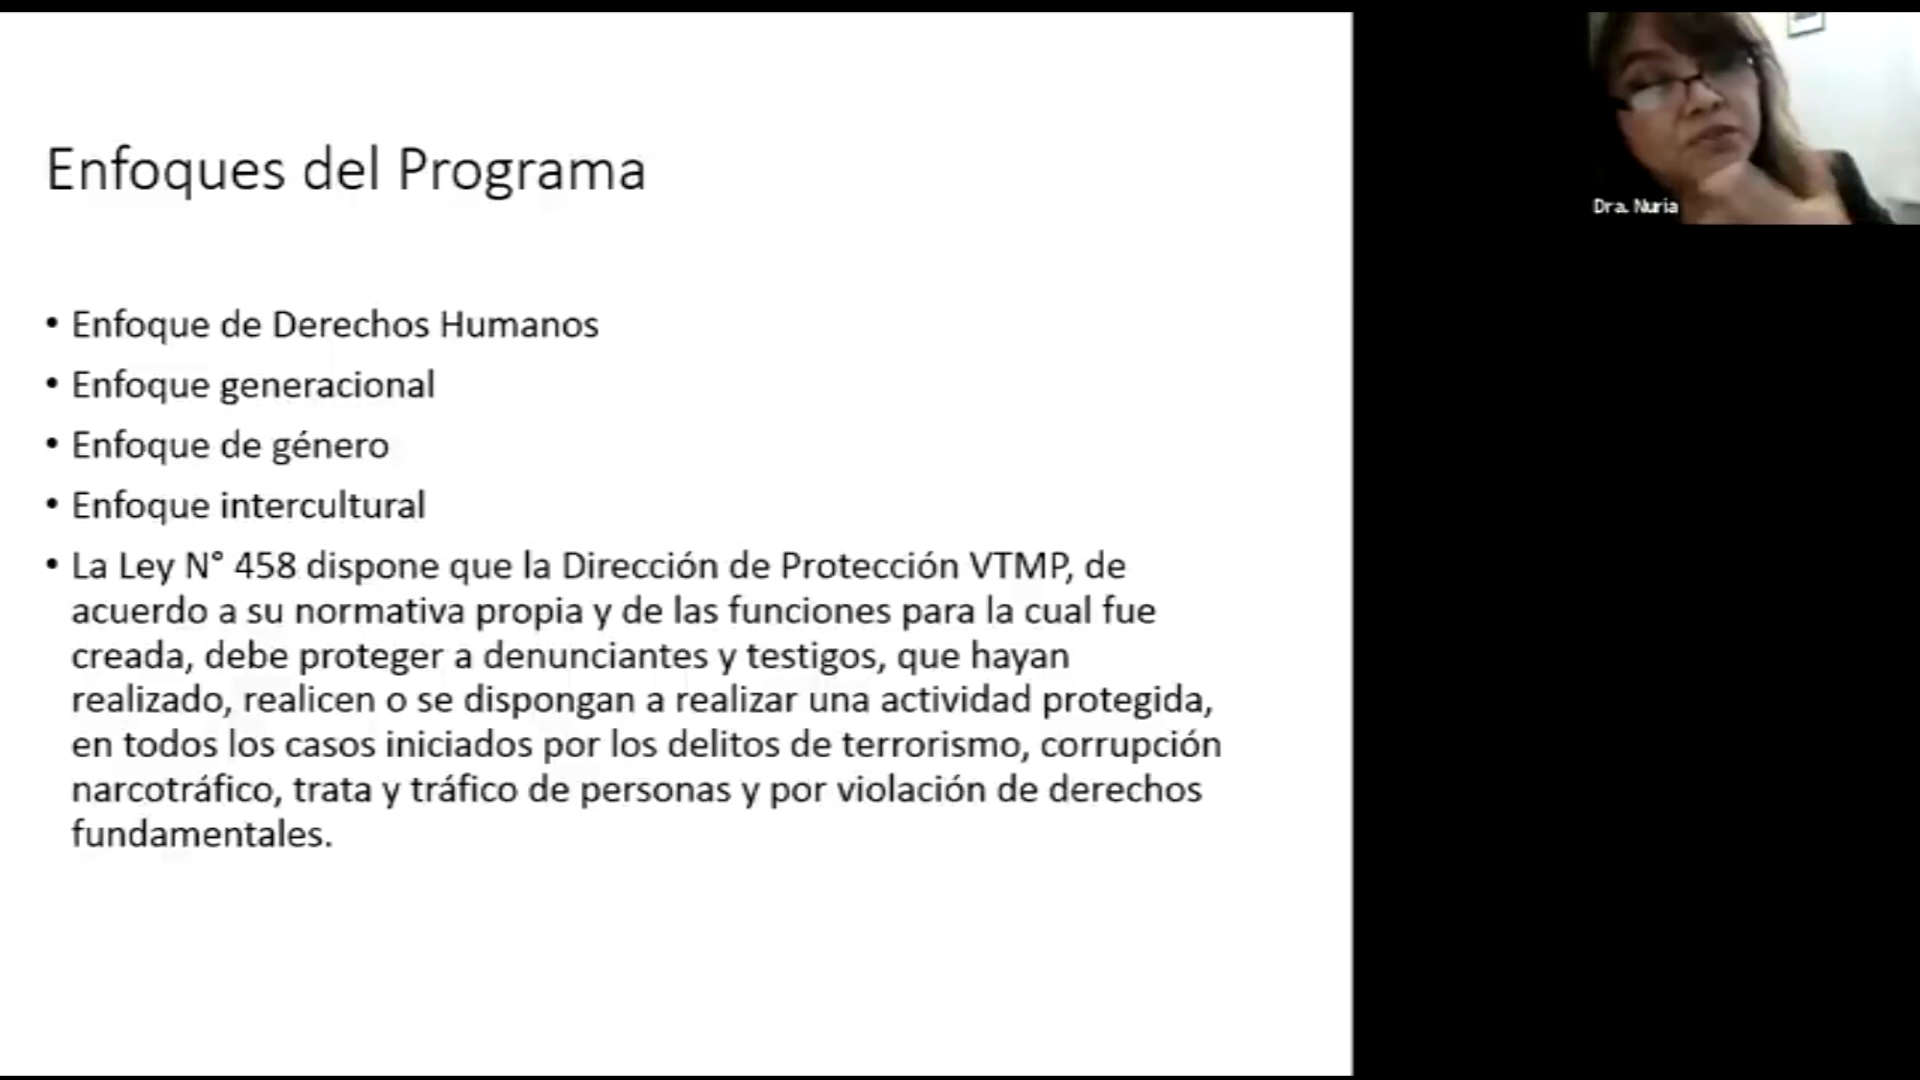 Enfoques del Programa
• Enfoque de Derechos Humanos
• Enfoque generacional
• Enfoque de género
• Enfoque intercultural
• La Ley N° 458 dispone que la Dirección de Protección VTMP, de
acuerdo a su normativa propia y de las funciones para la cual fue
creada, debe proteger a denunciantes y testigos, que hayan
realizado, realicen o se dispongan a realizar una actividad protegida,
en todos los casos iniciados por los delitos de terrorismo, corrupción
narcotráfico, trata y tráfico de personas y por violación de derechos
fundamentales.
Dra. Nuria